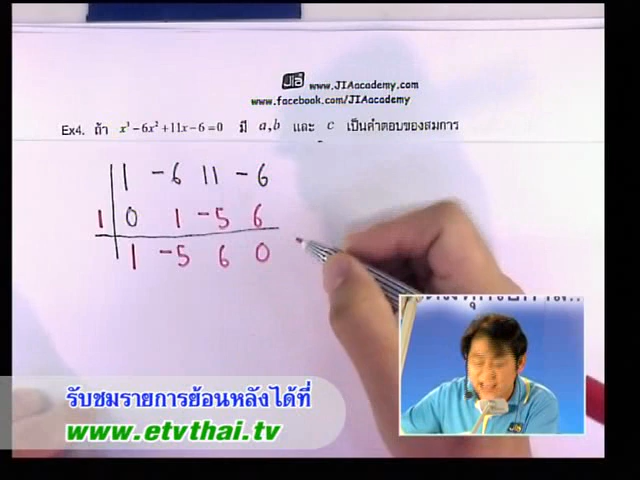 JiA www.JIAacademy.com
www.facebook.com/JIAacademy
Ex4. ถ้า x³ −6x² +11x−6=0 มี a,b และ c เป็นคำตอบของสมการ
1 −6 11 −6
1 0 1 −5 6
1 −5 6 0
รับชมรายการย้อนหลังได้ที่
www.etvthai.tv